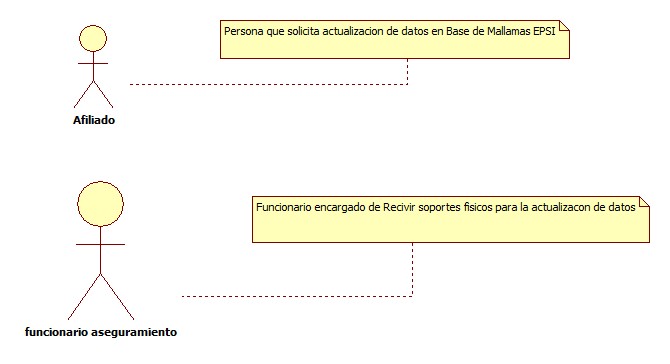 Persona que solicita actualizacion de datos en Base de Mallamas EPSI
Afiliado
Funcionario encargado de Recivir soportes fisicos para la actualizacon de datos
funcionario aseguramiento